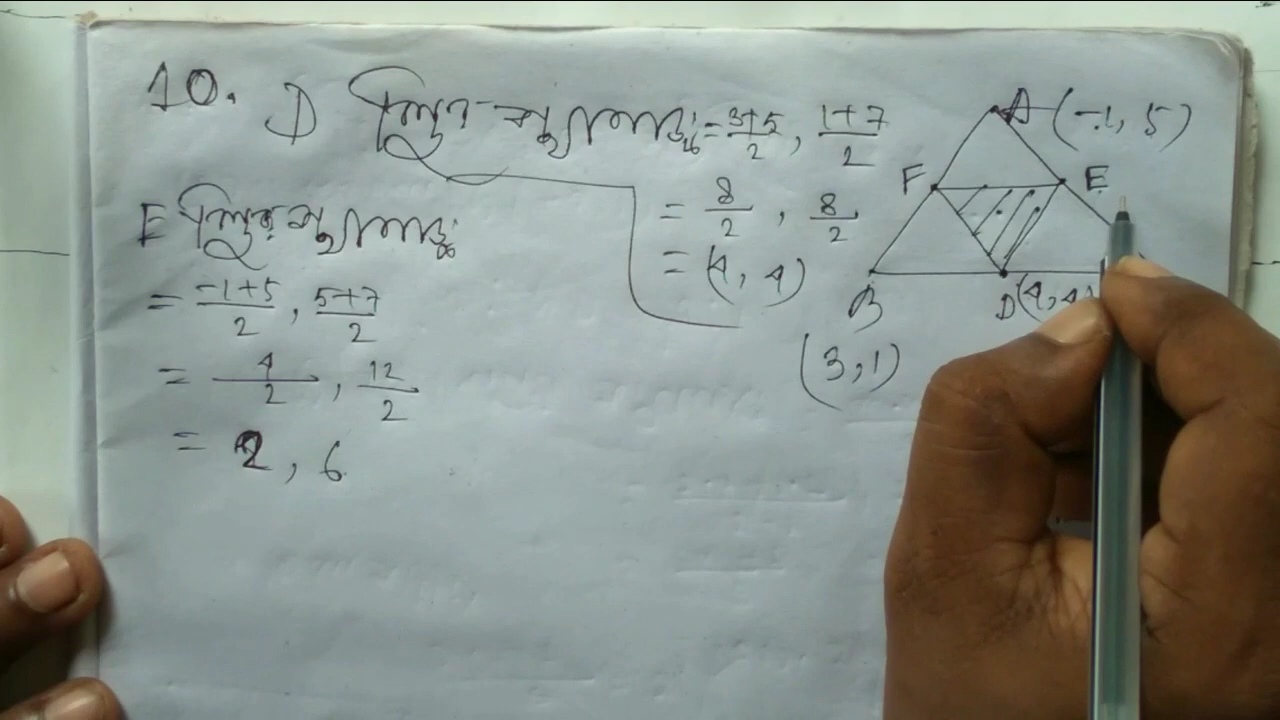 10. D বিন্দুর স্থানাঙ্ক = 3+5/2, 1+7/2
= 8/2, 8/2
= (4, 4)
E বিন্দুর স্থানাঙ্ক
= -1+5/2, 5+7/2
= 4/2, 12/2
= 2, 6
A (-1, 5)
F E
B D(4,4)
(3,1)